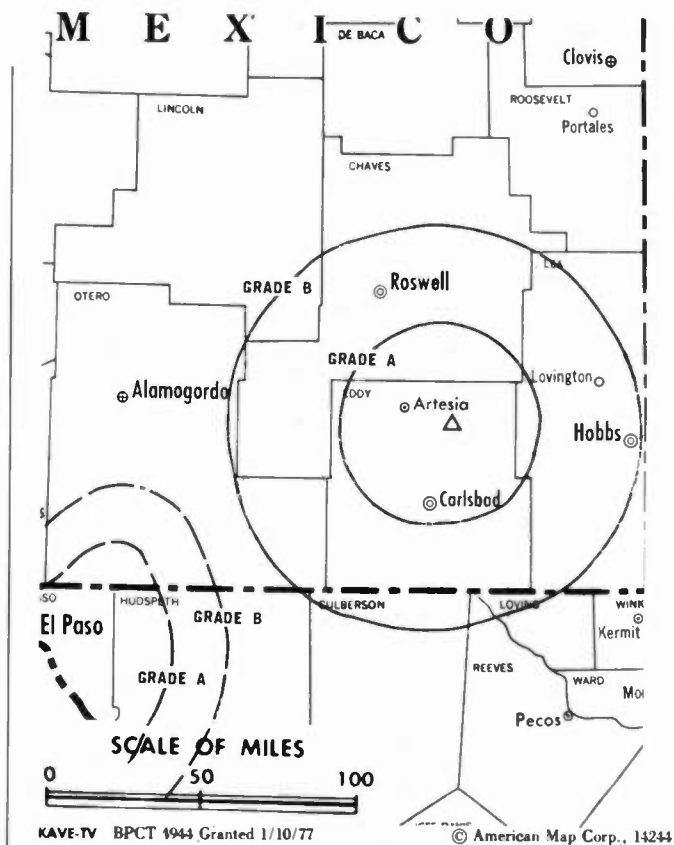 M E X I C O
DE BACA
Clovis
LINCOLN
ROOSEVELT
Portales
CHAVES
LEA
GRADE B
Roswell
OTERO
GRADE A
Lovington
Alamogordo
EDDY
Artesia
Hobbs
Carlsbad
HUDSPETH
CULBERSON
LOVING
WINK
GRADE B
El Paso
Kermit
REEVES
WARD
GRADE A
Pecos
SCALE OF MILES
0 50 100
KAVE-TV BPCT 4944 Granted 1/10/77
© American Map Corp., 14244